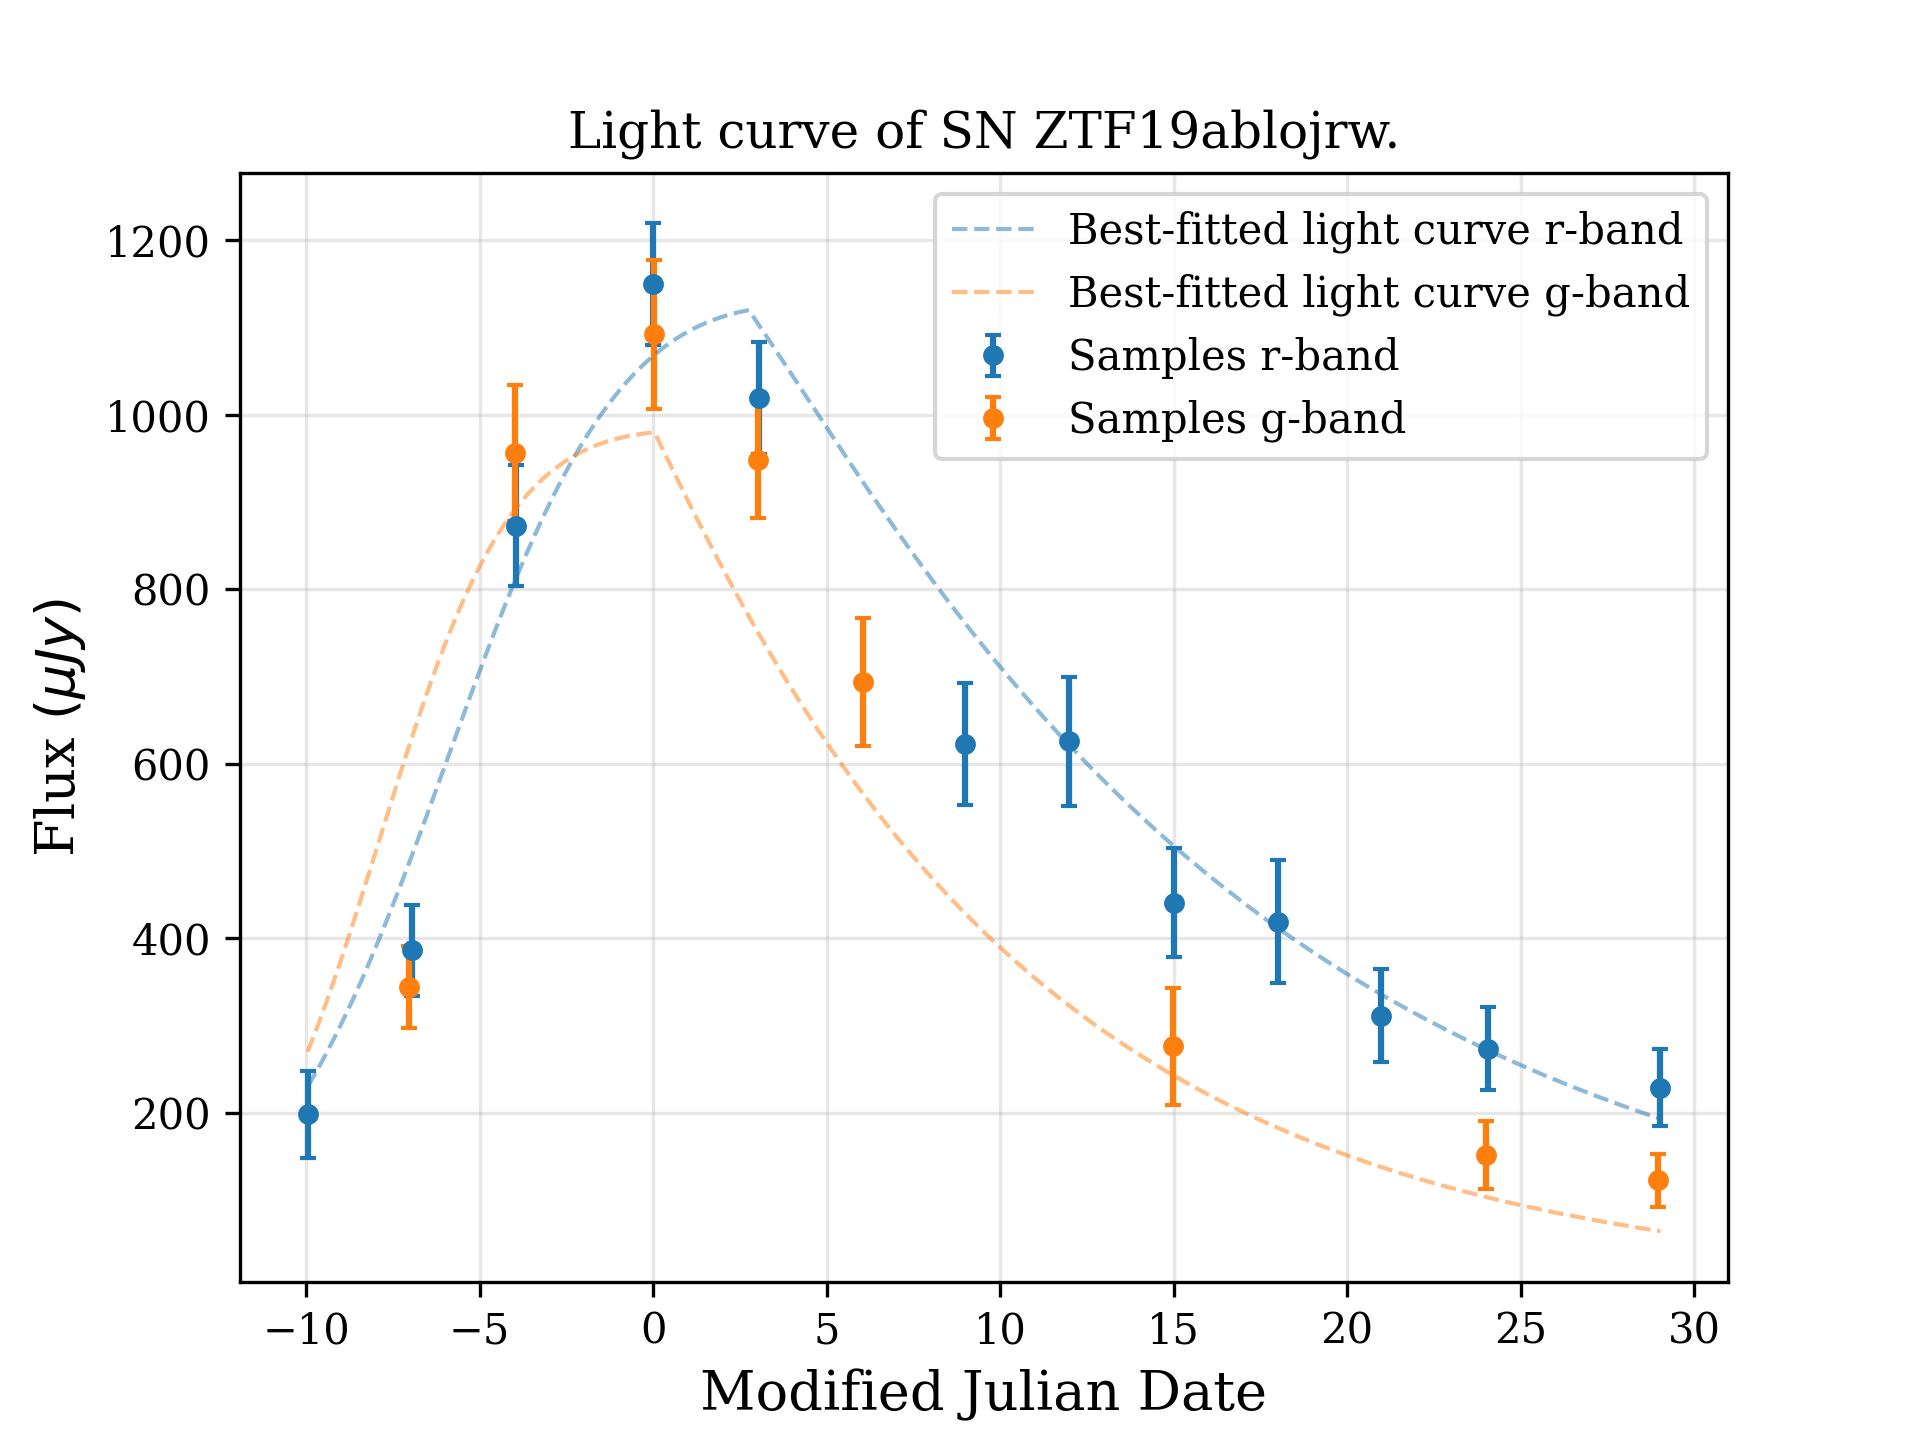 Light curve of SN ZTF19ablojrw.
Best-fitted light curve r-band
Best-fitted light curve g-band
Samples r-band
Samples g-band
Flux (μJy)
1200
1000
800
600
400
200
−10 −5 0 5 10 15 20 25 30
Modified Julian Date